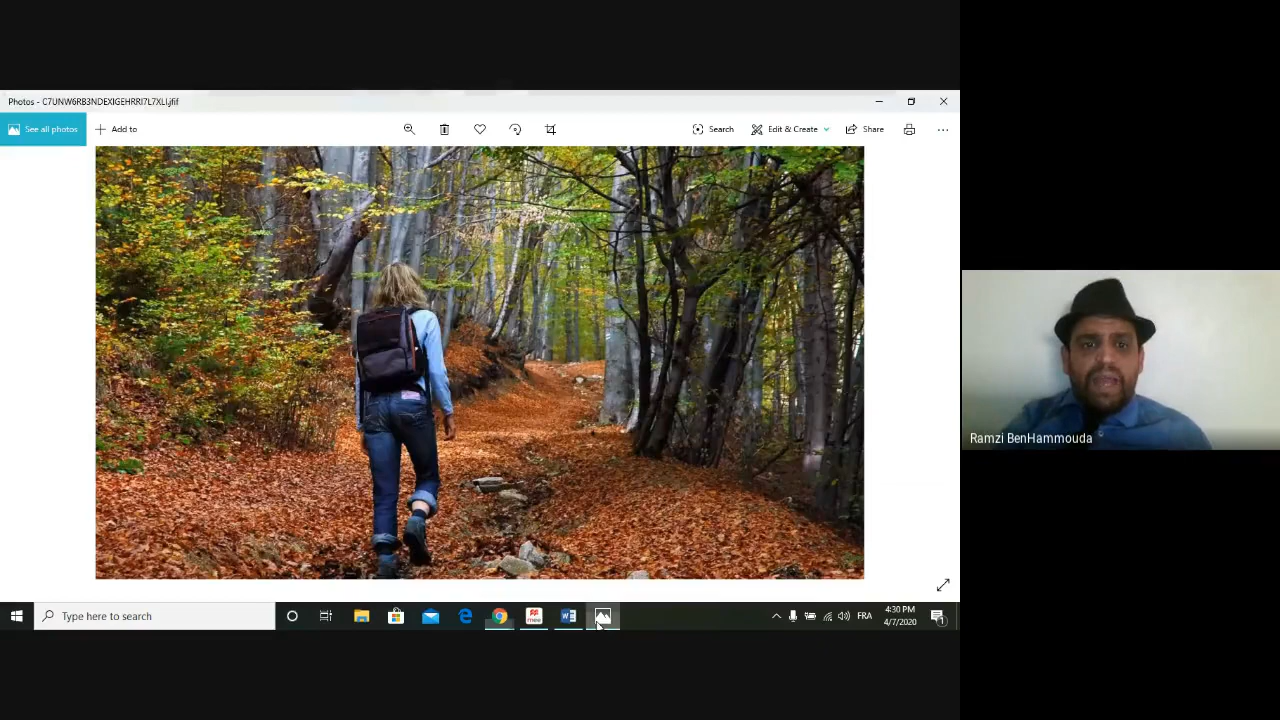 Photos - C7UNW6RB3NDEXIGEHRRI7L7XLI.jfif
See all photos
Add to
Search
Edit & Create
Share
Ramzi BenHammouda
Type here to search
FRA
4:30 PM
4/7/2020
1